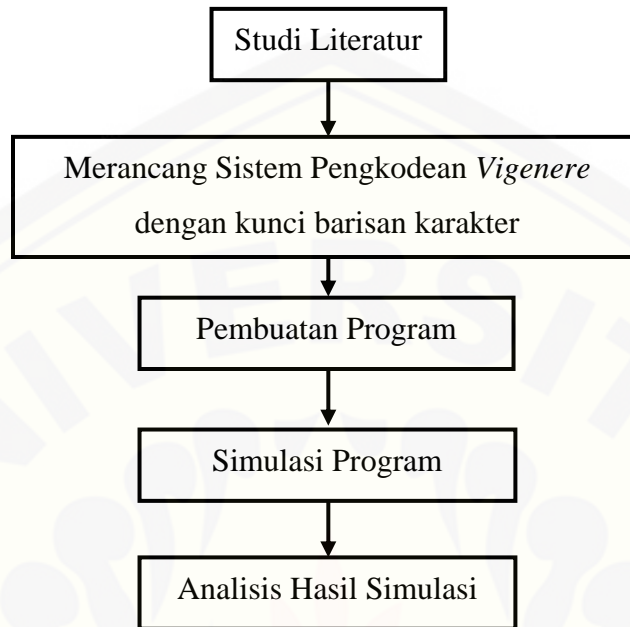 Studi Literatur
Merancang Sistem Pengkodean Vigenere
dengan kunci barisan karakter
Pembuatan Program
Simulasi Program
Analisis Hasil Simulasi